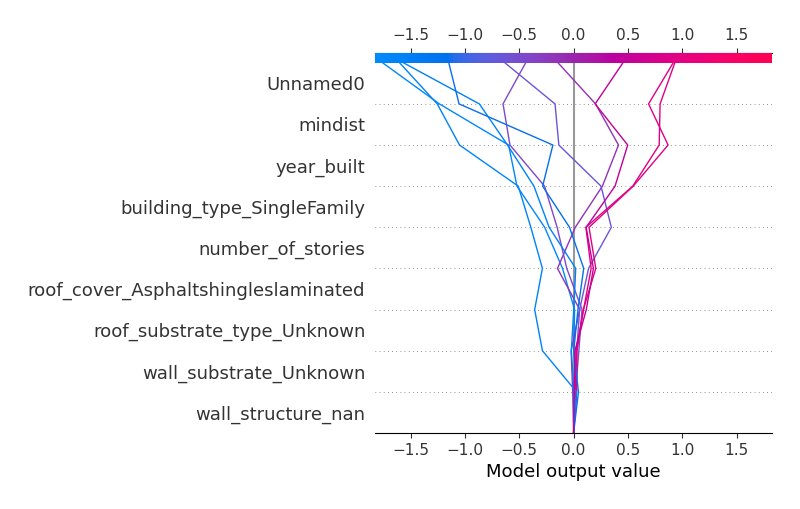 −1.5 −1.0 −0.5 0.0 0.5 1.0 1.5
Unnamed0
mindist
year_built
building_type_SingleFamily
number_of_stories
roof_cover_Asphaltshingleslaminated
roof_substrate_type_Unknown
wall_substrate_Unknown
wall_structure_nan
−1.5 −1.0 −0.5 0.0 0.5 1.0 1.5
Model output value